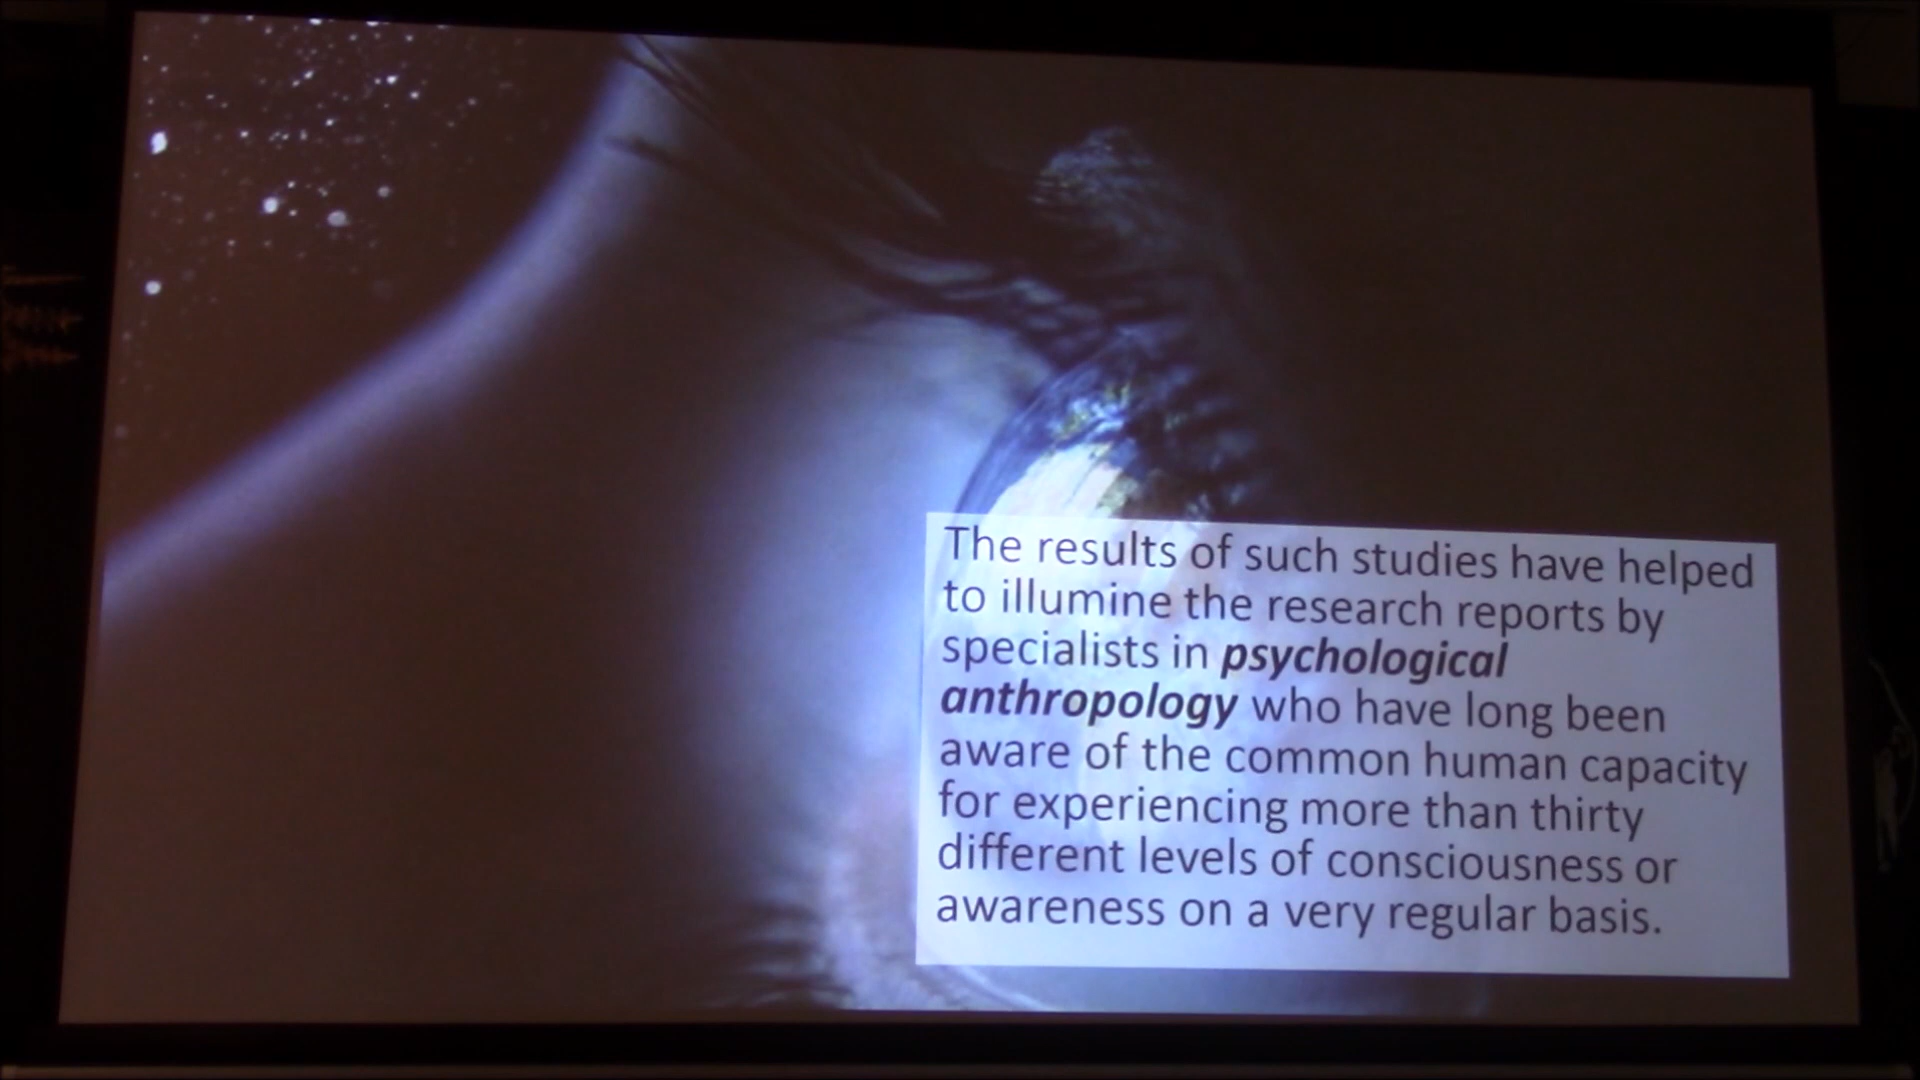 The results of such studies have helped
to illumine the research reports by
specialists in psychological
anthropology who have long been
aware of the common human capacity
for experiencing more than thirty
different levels of consciousness or
awareness on a very regular basis.